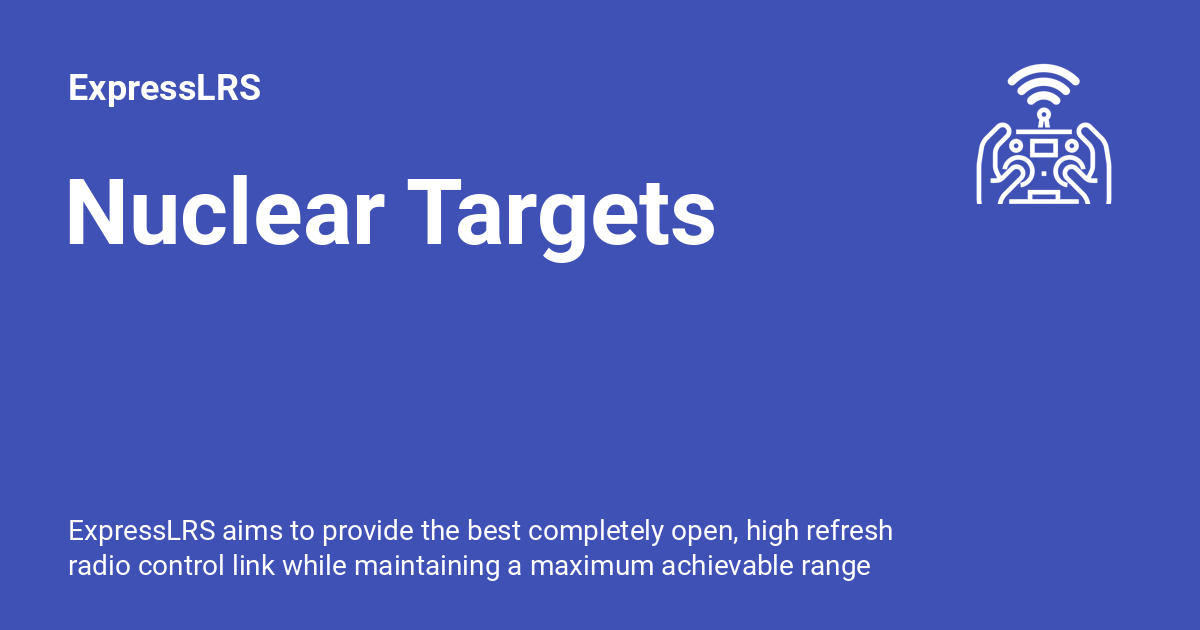 ExpressLRS
Nuclear Targets
ExpressLRS aims to provide the best completely open, high refresh
radio control link while maintaining a maximum achievable range